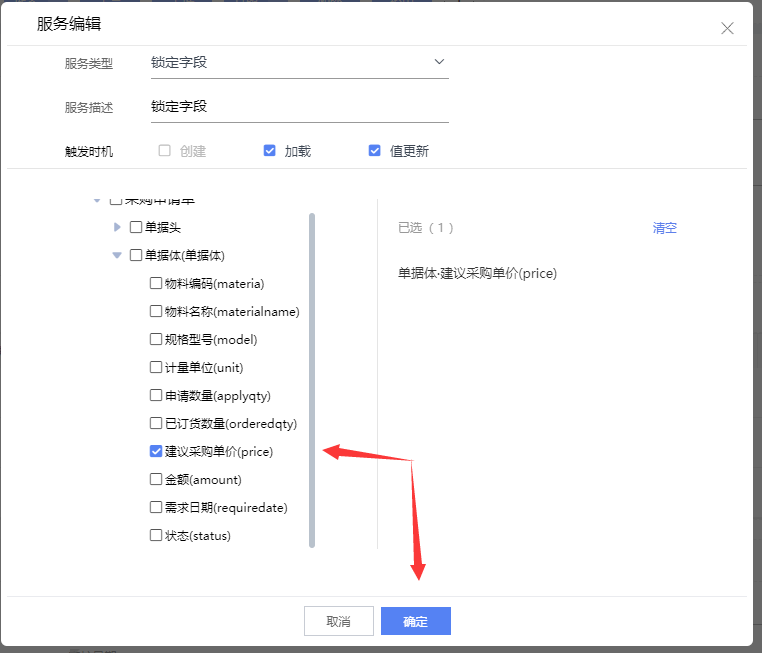 服务编辑
服务类型 锁定字段
服务描述 锁定字段
触发时机 创建 加载 值更新
采购申请单
单据头
已选（1） 清空
单据体(单据体)
单据体·建议采购单价(price)
物料编码(materia)
物料名称(materialname)
规格型号(model)
计量单位(unit)
申请数量(applyqty)
已订货数量(orderedqty)
建议采购单价(price)
金额(amount)
需求日期(requiredate)
状态(status)
取消 确定